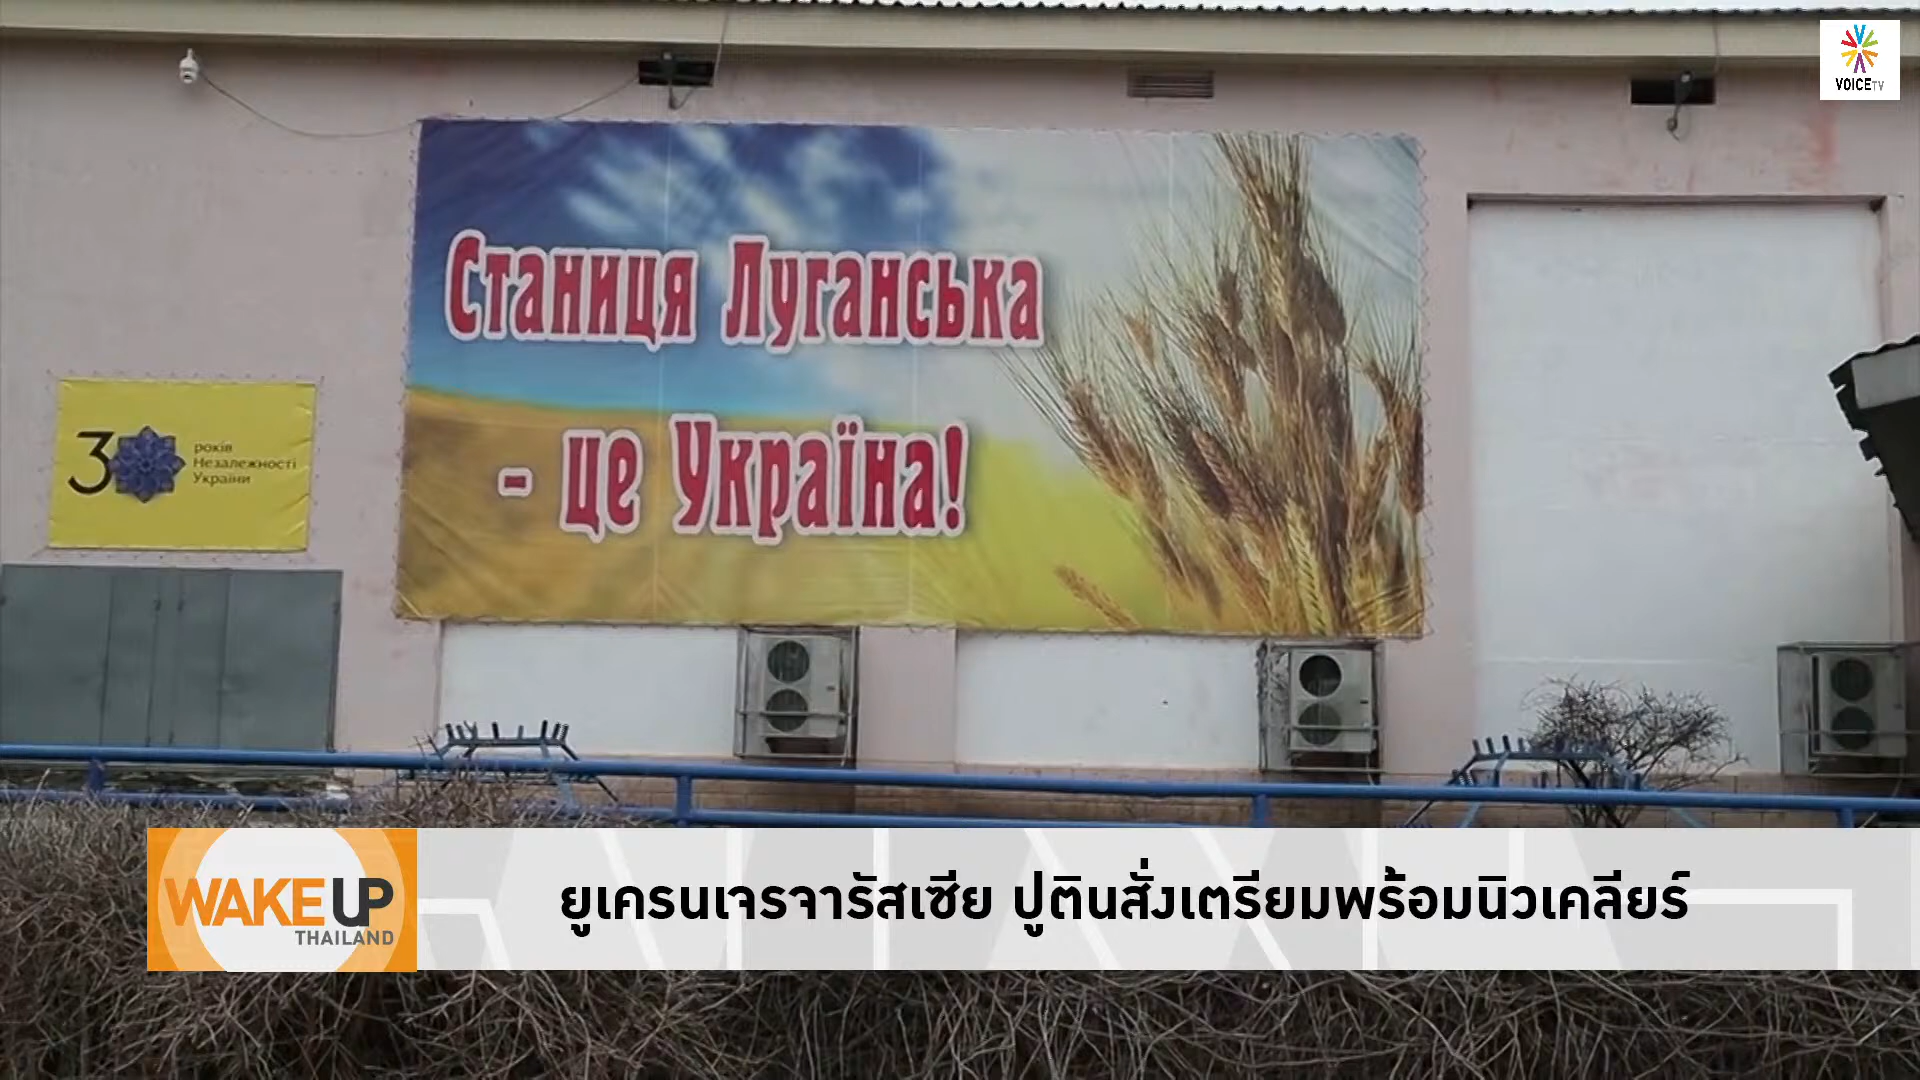 VOICETV
Станиця Луганська
- це Україна!
30
років
Незалежності
України
WAKE UP
THAILAND
ยูเครนเจรจารัสเซีย ปูตินสั่งเตรียมพร้อมนิวเคลียร์